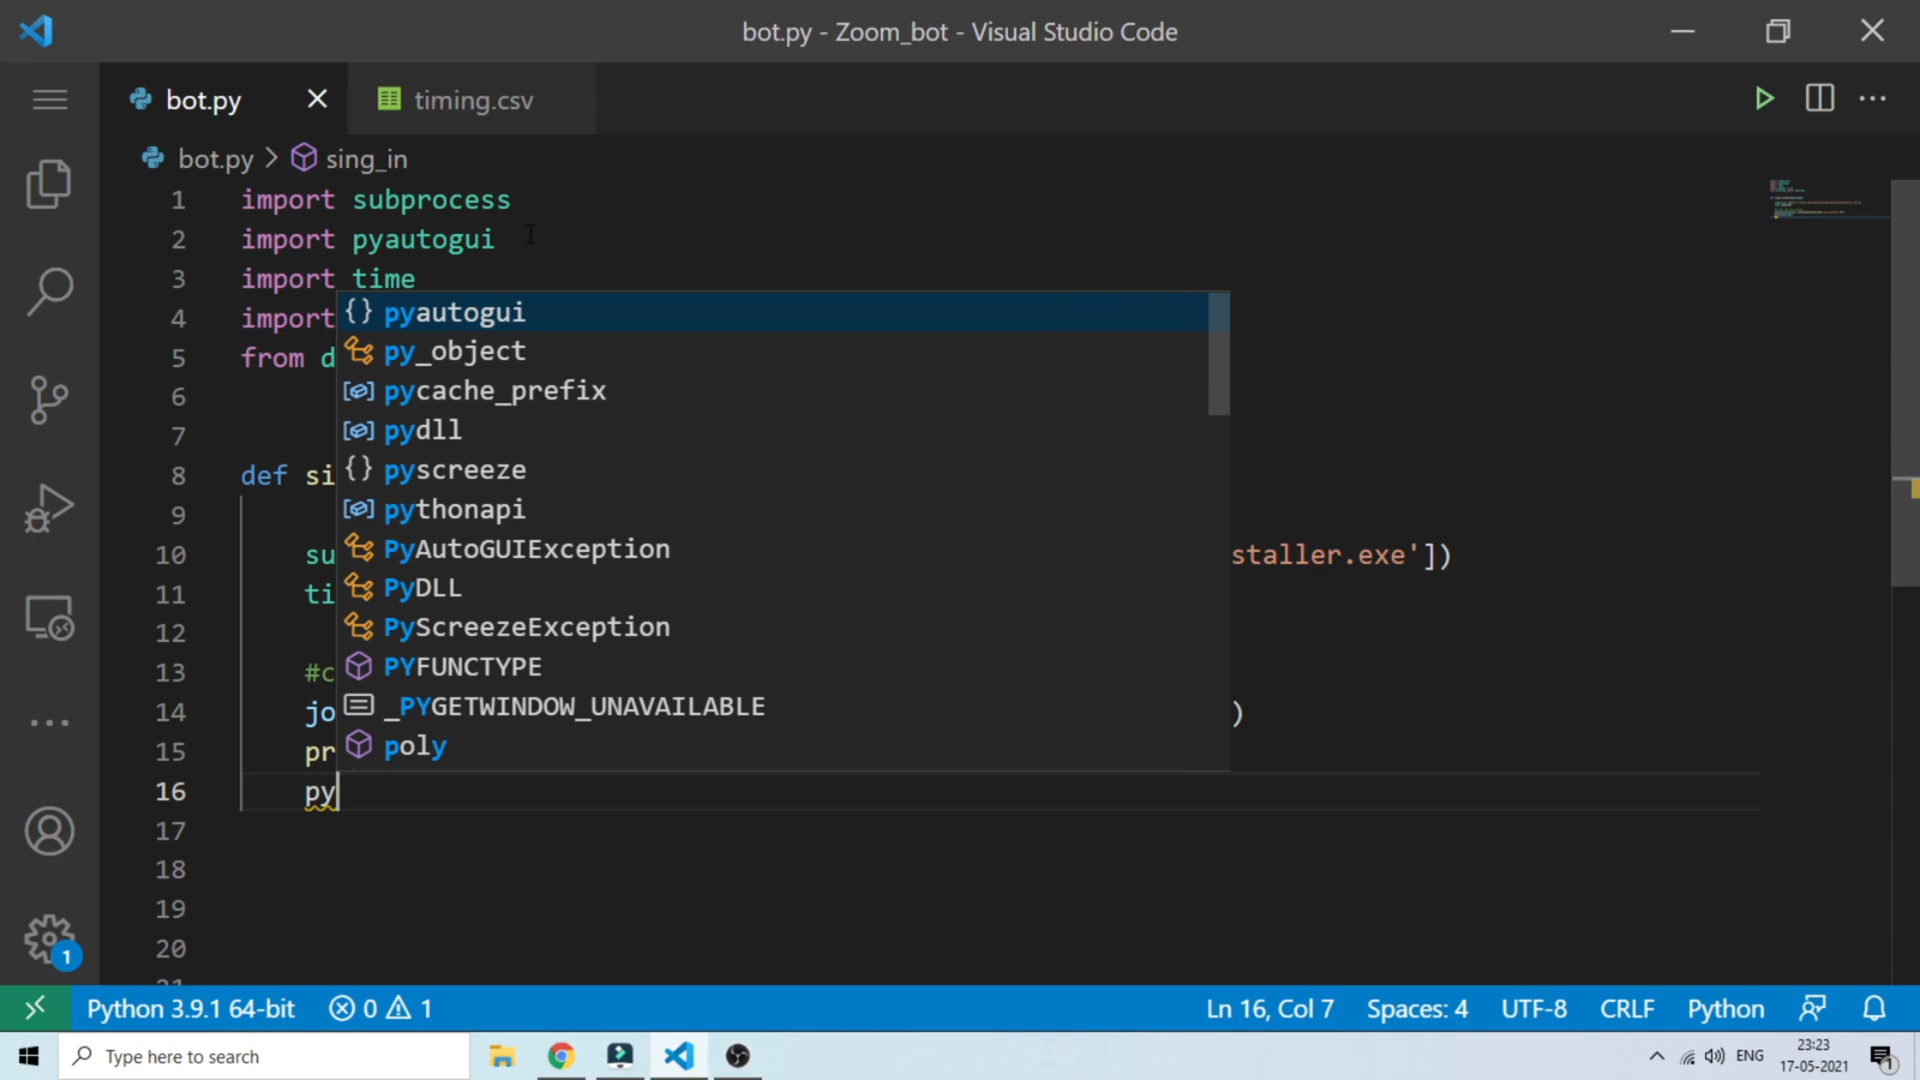 bot.py - Zoom_bot - Visual Studio Code
bot.py
timing.csv
bot.py > sing_in
1 import subprocess
2 import pyautogui
3 import time
4 import
5 from d
6
7
8 def si
9
10 su
staller.exe'])
11 ti
12
13 #c
14 jo
)
15 pr
16 py
17
18
19
20
21
pyautogui
py_object
pycache_prefix
pydll
pyscreeze
pythonapi
PyAutoGUIException
PyDLL
PyScreezeException
PYFUNCTYPE
_PYGETWINDOW_UNAVAILABLE
poly
1
Python 3.9.1 64-bit
0
1
Ln 16, Col 7
Spaces: 4
UTF-8
CRLF
Python
Type here to search
ENG
23:23
17-05-2021
1